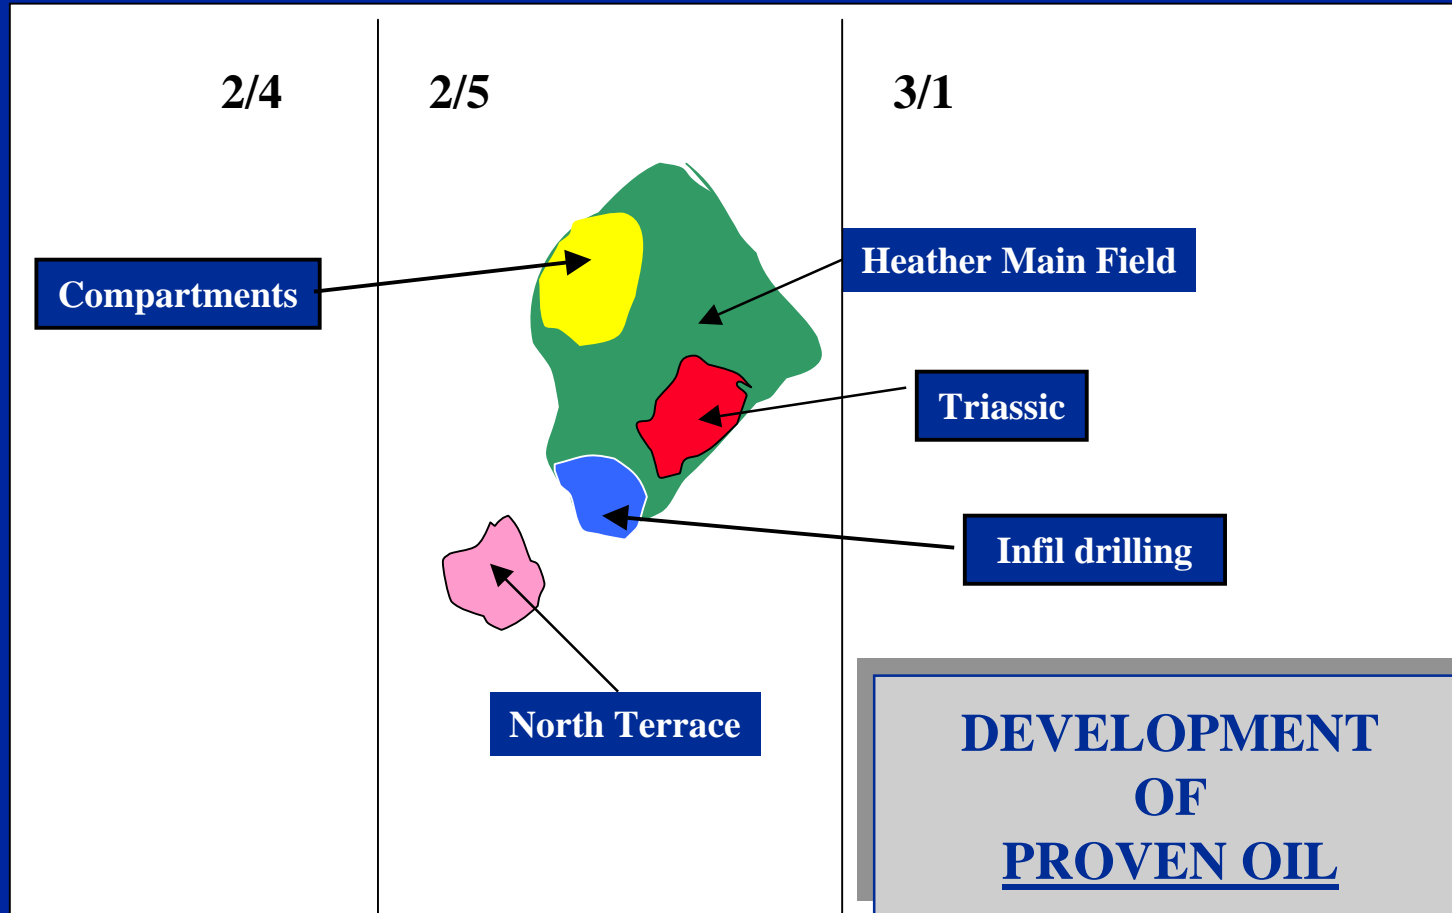 2/4
2/5
3/1
Heather Main Field
Compartments
Triassic
Infil drilling
North Terrace
DEVELOPMENT
OF
PROVEN OIL